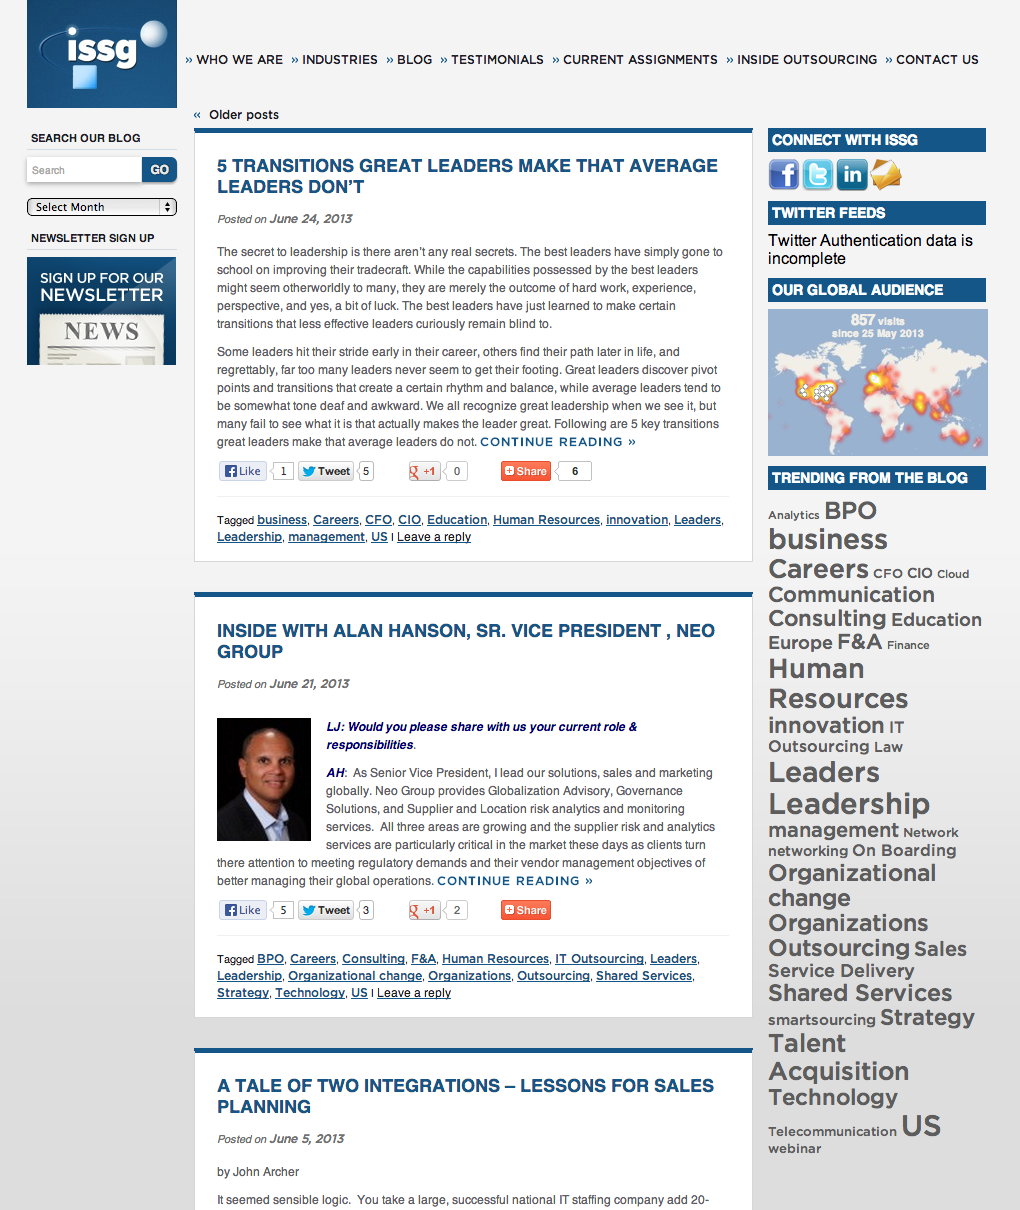 issg
» WHO WE ARE » INDUSTRIES » BLOG » TESTIMONIALS » CURRENT ASSIGNMENTS » INSIDE OUTSOURCING » CONTACT US
SEARCH OUR BLOG
Search GO
Select Month
NEWSLETTER SIGN UP
SIGN UP FOR OUR
NEWSLETTER
NEWS
« Older posts
5 TRANSITIONS GREAT LEADERS MAKE THAT AVERAGE
LEADERS DON’T
Posted on June 24, 2013
The secret to leadership is there aren’t any real secrets. The best leaders have simply gone to
school on improving their tradecraft. While the capabilities possessed by the best leaders
might seem otherworldly to many, they are merely the outcome of hard work, experience,
perspective, and yes, a bit of luck. The best leaders have just learned to make certain
transitions that less effective leaders curiously remain blind to.
Some leaders hit their stride early in their career, others find their path later in life, and
regrettably, far too many leaders never seem to get their footing. Great leaders discover pivot
points and transitions that create a certain rhythm and balance, while average leaders tend to
be somewhat tone deaf and awkward. We all recognize great leadership when we see it, but
many fail to see what it is that actually makes the leader great. Following are 5 key transitions
great leaders make that average leaders do not. CONTINUE READING »
Like 1 Tweet 5 g +1 0 Share 6
Tagged business, Careers, CFO, CIO, Education, Human Resources, innovation, Leaders,
Leadership, management, US | Leave a reply
INSIDE WITH ALAN HANSON, SR. VICE PRESIDENT , NEO
GROUP
Posted on June 21, 2013
LJ: Would you please share with us your current role &
responsibilities.
AH: As Senior Vice President, I lead our solutions, sales and marketing
globally. Neo Group provides Globalization Advisory, Governance
Solutions, and Supplier and Location risk analytics and monitoring
services. All three areas are growing and the supplier risk and analytics
services are particularly critical in the market these days as clients turn
there attention to meeting regulatory demands and their vendor management objectives of
better managing their global operations. CONTINUE READING »
Like 5 Tweet 3 g +1 2 Share
Tagged BPO, Careers, Consulting, F&A, Human Resources, IT Outsourcing, Leaders,
Leadership, Organizational change, Organizations, Outsourcing, Shared Services,
Strategy, Technology, US | Leave a reply
A TALE OF TWO INTEGRATIONS – LESSONS FOR SALES
PLANNING
Posted on June 5, 2013
by John Archer
It seemed sensible logic. You take a large, successful national IT staffing company add 20-
CONNECT WITH ISSG
f t in
TWITTER FEEDS
Twitter Authentication data is
incomplete
OUR GLOBAL AUDIENCE
857 visits
since 25 May 2013
TRENDING FROM THE BLOG
Analytics BPO
business
Careers CFO CIO Cloud
Communication
Consulting Education
Europe F&A Finance
Human
Resources
innovation IT
Outsourcing Law
Leaders
Leadership
management Network
networking On Boarding
Organizational
change
Organizations
Outsourcing Sales
Service Delivery
Shared Services
smartsourcing Strategy
Talent
Acquisition
Technology
Telecommunication US
webinar